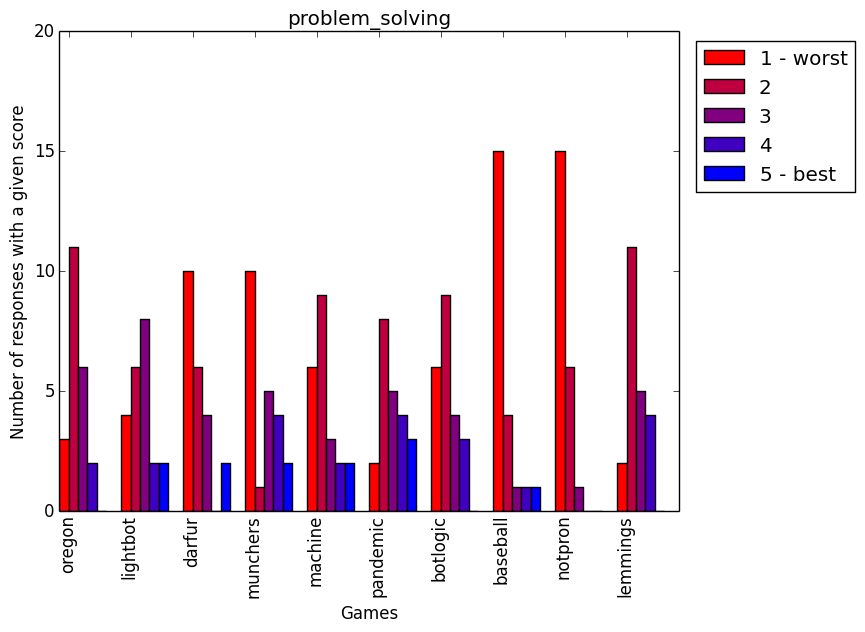 problem_solving
20
15
10
5
0
Number of responses with a given score
oregon
lightbot
darfur
munchers
machine
pandemic
botlogic
baseball
notpron
lemmings
Games
1 - worst
2
3
4
5 - best